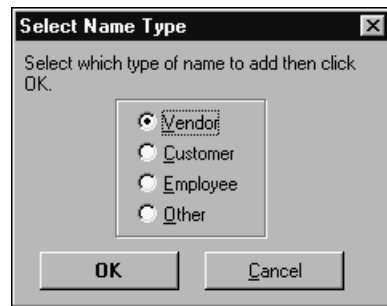 Select Name Type
Select which type of name to add then click
OK.
Vendor
Customer
Employee
Other
OK
Cancel